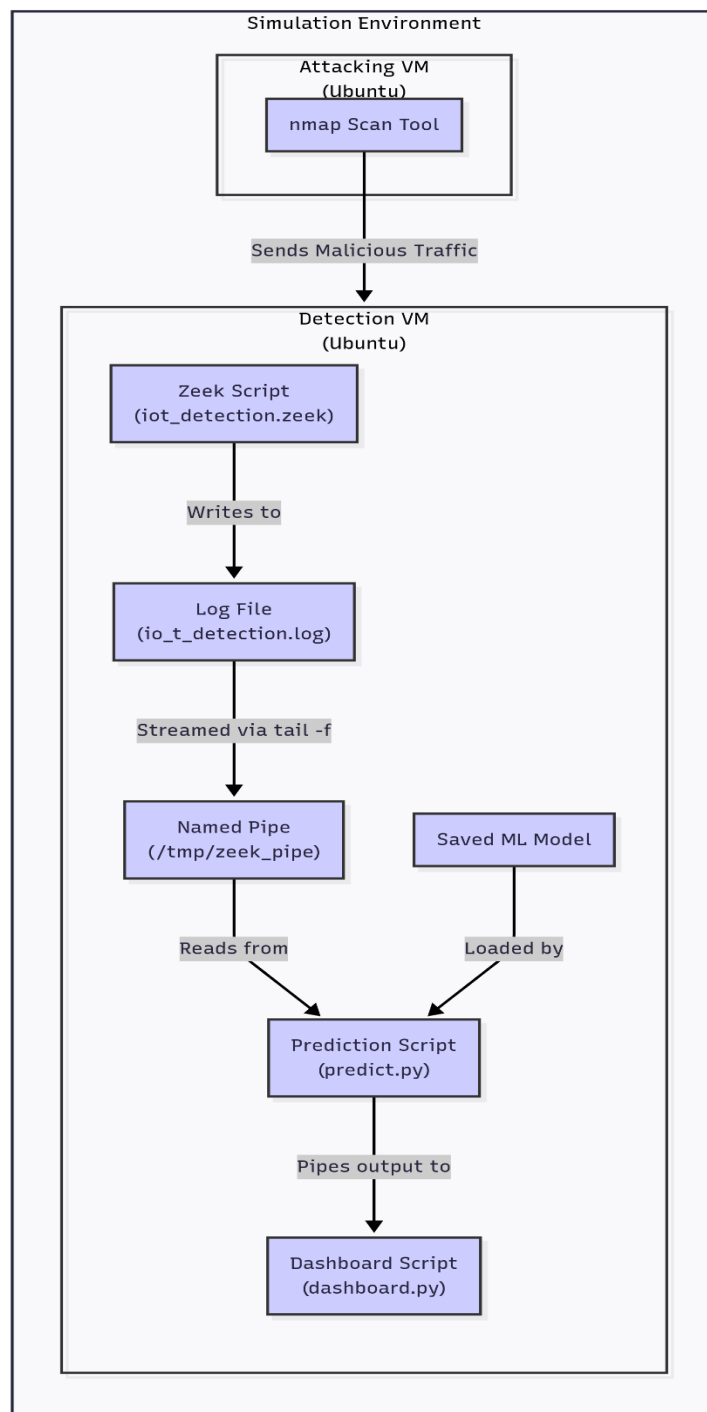 Simulation Environment
Attacking VM
(Ubuntu)
nmap Scan Tool
Sends Malicious Traffic
Detection VM
(Ubuntu)
Zeek Script
(iot_detection.zeek)
Writes to
Log File
(io_t_detection.log)
Streamed via tail -f
Named Pipe
(/tmp/zeek_pipe)
Saved ML Model
Reads from
Loaded by
Prediction Script
(predict.py)
Pipes output to
Dashboard Script
(dashboard.py)